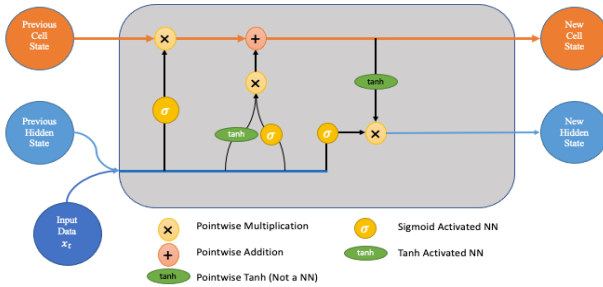 Previous
Cell
State
New
Cell
State
×
+
tanh
×
σ
Previous
Hidden
State
tanh
σ
σ
×
New
Hidden
State
Input
Data
xₜ
× Pointwise Multiplication
σ Sigmoid Activated NN
+ Pointwise Addition
tanh Tanh Activated NN
tanh Pointwise Tanh (Not a NN)